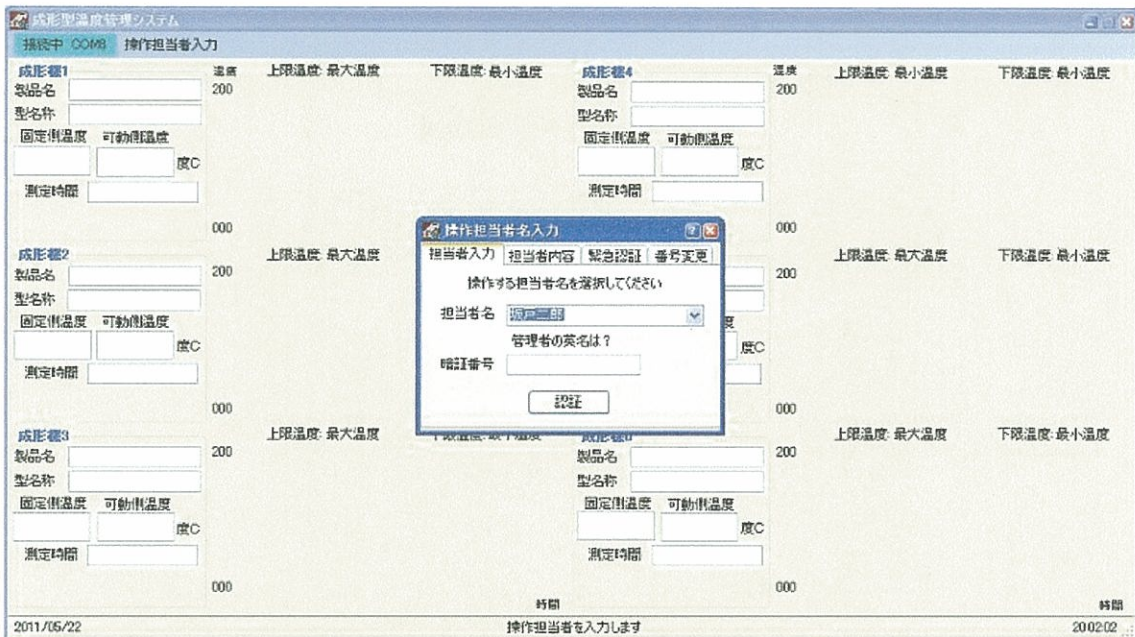 成形型温度管理システム
接続中 COM8 操作担当者入力
成形機1 温度 上限温度: 最大温度 下限温度: 最小温度
製品名 200
型名称
固定側温度 可動側温度
度C
測定時間
000
成形機2 上限温度: 最大温度
製品名 200
型名称
固定側温度 可動側温度
度C
測定時間
000
成形機3 上限温度: 最大温度
製品名 200
型名称
固定側温度 可動側温度
度C
測定時間
000
時間
成形機4 温度 上限温度: 最小温度 下限温度: 最小温度
製品名 200
型名称
固定側温度 可動側温度
度C
測定時間
000
上限温度: 最大温度 下限温度: 最小温度
200
度C
000
上限温度: 最大温度 下限温度: 最小温度
製品名 200
型名称
固定側温度 可動側温度
度C
測定時間
000
時間
操作担当者名入力
担当者入力 担当者内容 緊急認証 番号変更
操作する担当者名を選択してください
担当者名
管理者の英名は？
暗証番号
認証
2011/05/22 操作担当者を入力します 20:02:02